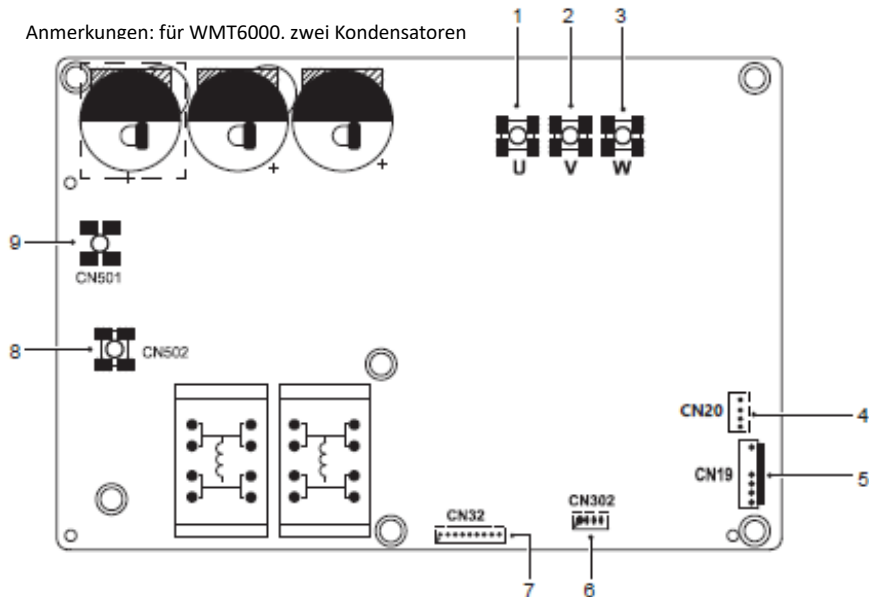 1 2 3
Anmerkungen: für WMT6000. zwei Kondensatoren
+ + +
U V W
9
CN501
8 CN502
CN20 4
CN19 5
CN32 CN302
7 6